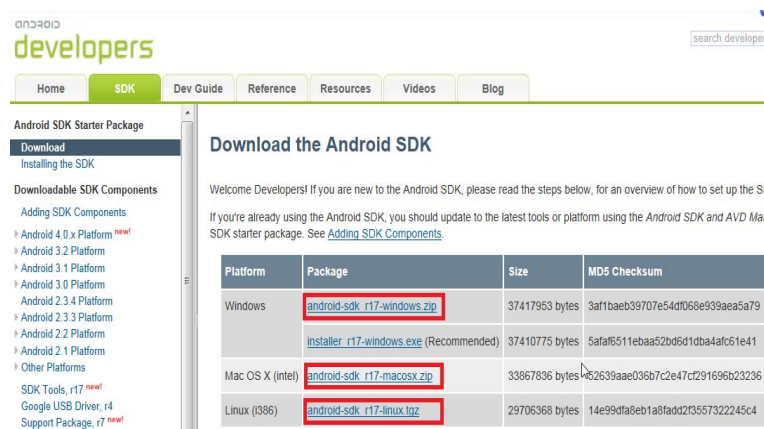 ANDROID
developers
search develope
Home
SDK
Dev Guide
Reference
Resources
Videos
Blog
Android SDK Starter Package
Download
Installing the SDK
Downloadable SDK Components
Adding SDK Components
Android 4.0.x Platform new!
Android 3.2 Platform
Android 3.1 Platform
Android 3.0 Platform
Android 2.3.4 Platform
Android 2.3.3 Platform
Android 2.2 Platform
Android 2.1 Platform
Other Platforms
SDK Tools, r17 new!
Google USB Driver, r4
Support Package, r7 new!
Download the Android SDK
Welcome Developers! If you are new to the Android SDK, please read the steps below, for an overview of how to set up the S
If you're already using the Android SDK, you should update to the latest tools or platform using the Android SDK and AVD Ma
SDK starter package. See Adding SDK Components.
Platform Package Size MD5 Checksum
Windows android-sdk_r17-windows.zip 37417953 bytes 3af1baeb39707e54df068e939aea5a79
installer_r17-windows.exe (Recommended) 37410775 bytes 5afaf6511ebaa52bd6d1dba4afc61e41
Mac OS X (intel) android-sdk_r17-macosx.zip 33867836 bytes 52639aae036b7c2e47cf291696b23236
Linux (i386) android-sdk_r17-linux.tgz 29706368 bytes 14e99dfa8eb1a8fadd2f3557322245c4